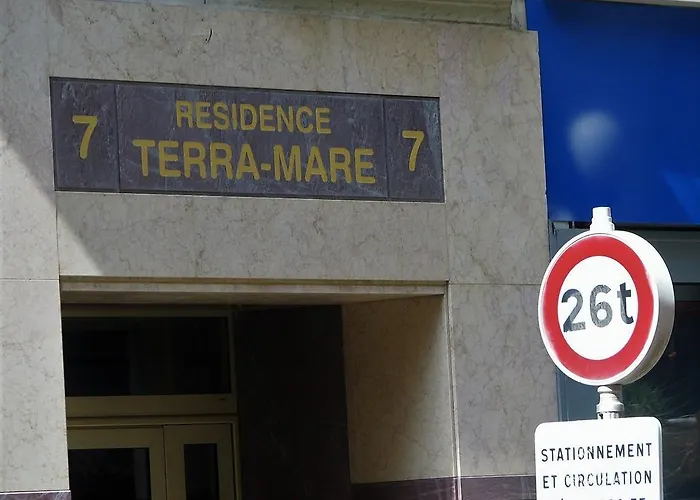 7 RESIDENCE 7
TERRA-MARE
26t
STATIONNEMENT
ET CIRCULATION